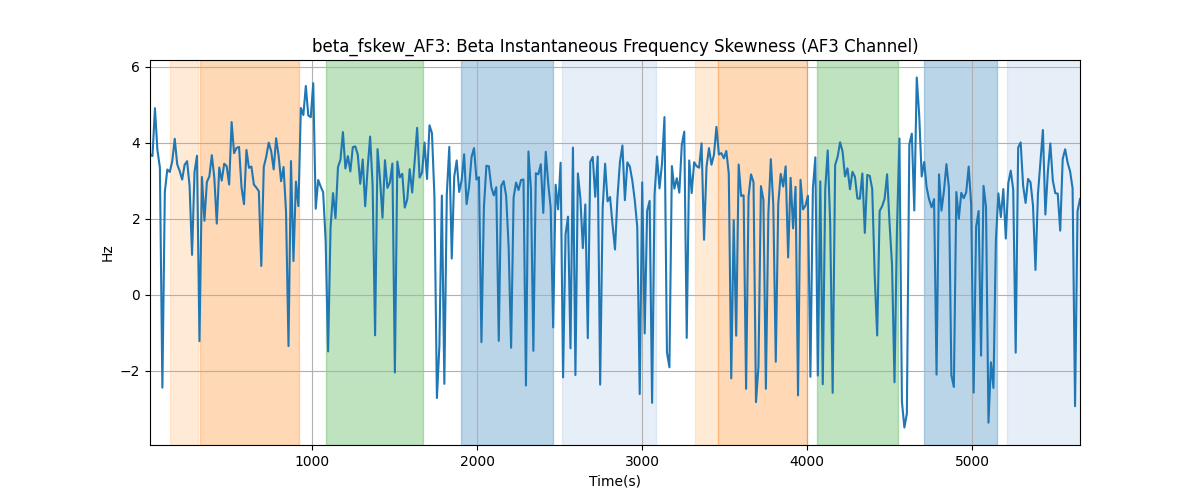 beta_fskew_AF3: Beta Instantaneous Frequency Skewness (AF3 Channel)
6
4
2
0
−2
Hz
1000 2000 3000 4000 5000
Time(s)